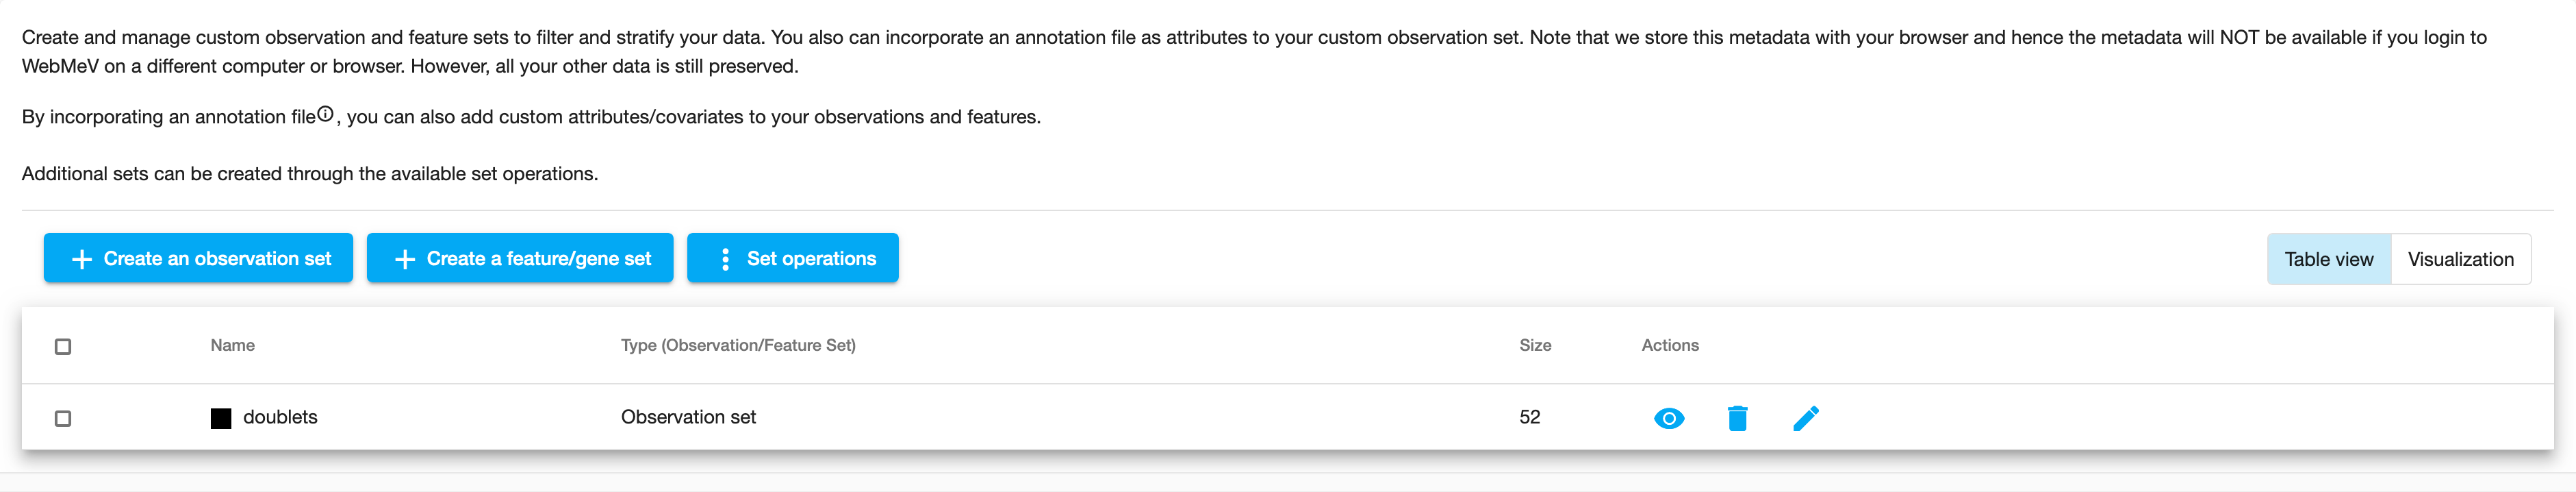 Create and manage custom observation and feature sets to filter and stratify your data. You also can incorporate an annotation file as attributes to your custom observation set. Note that we store this metadata with your browser and hence the metadata will NOT be available if you login to
WebMeV on a different computer or browser. However, all your other data is still preserved.
By incorporating an annotation file, you can also add custom attributes/covariates to your observations and features.
Additional sets can be created through the available set operations.
Create an observation set Create a feature/gene set Set operations Table view Visualization
Name Type (Observation/Feature Set) Size Actions
doublets Observation set 52